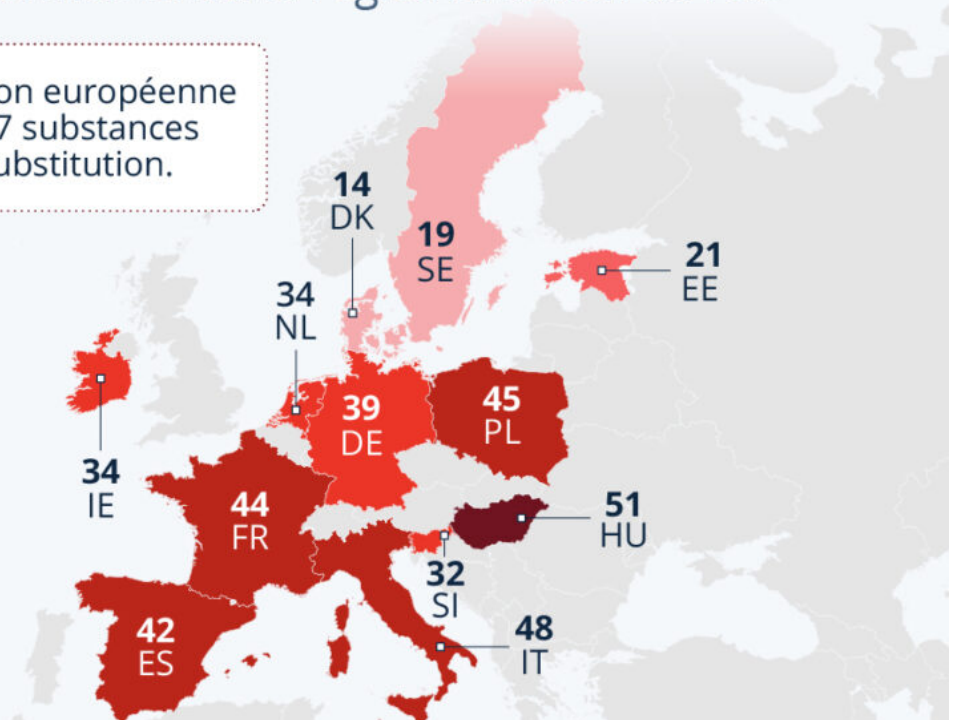 on européenne
7 substances
ubstitution.
14
DK
19
SE
21
EE
34
NL
39
DE
45
PL
34
IE
44
FR
51
HU
32
SI
42
ES
48
IT